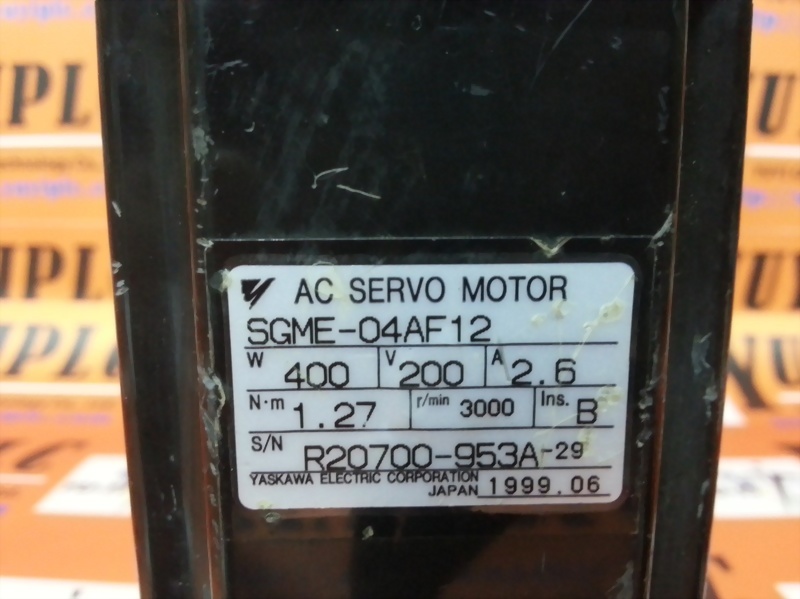 AC SERVO MOTOR
SGME-04AF12
W 400 V 200 A 2.6
N·m 1.27 r/min 3000 Ins. B
S/N R20700-953A-29
YASKAWA ELECTRIC CORPORATION
JAPAN 1999.06